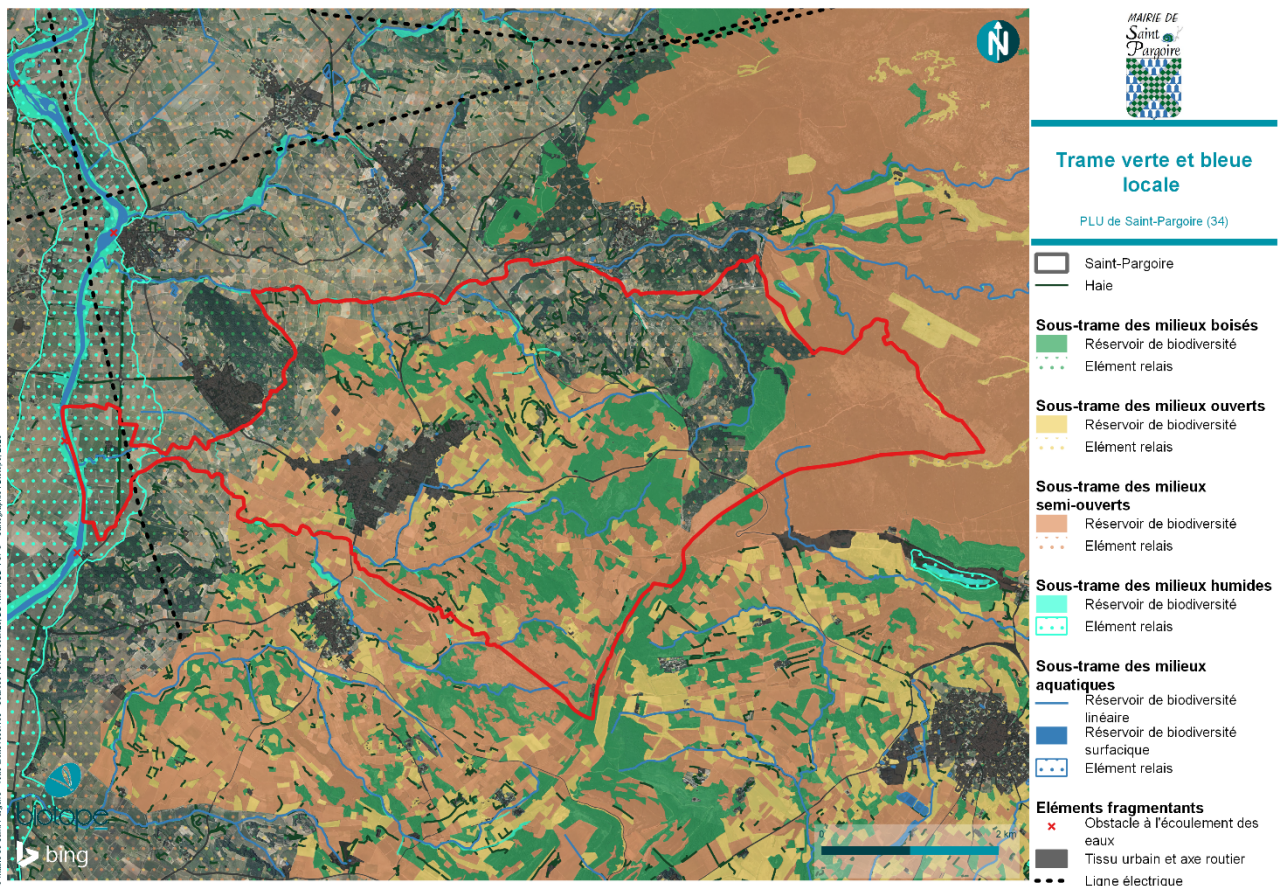 MAIRIE DE
Saint
Pargoire
Trame verte et bleue
locale
PLU de Saint-Pargoire (34)
Saint-Pargoire
Haie
Sous-trame des milieux boisés
Réservoir de biodiversité
Elément relais
Sous-trame des milieux ouverts
Réservoir de biodiversité
Elément relais
Sous-trame des milieux
semi-ouverts
Réservoir de biodiversité
Elément relais
Sous-trame des milieux humides
Réservoir de biodiversité
Elément relais
Sous-trame des milieux
aquatiques
Réservoir de biodiversité
linéaire
Réservoir de biodiversité
surfacique
Elément relais
Eléments fragmentants
Obstacle à l'écoulement des
eaux
Tissu urbain et axe routier
Ligne électrique
N
biotope
bing
0
2 km